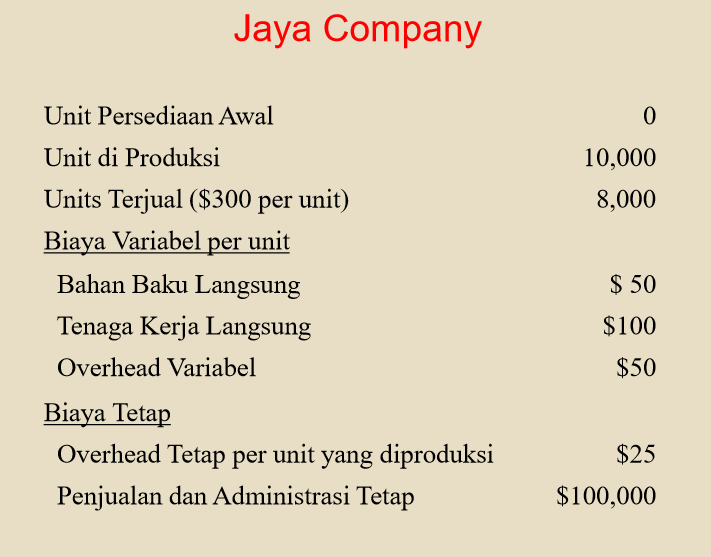 Jaya Company
Unit Persediaan Awal 0
Unit di Produksi 10,000
Units Terjual ($300 per unit) 8,000
Biaya Variabel per unit
Bahan Baku Langsung $ 50
Tenaga Kerja Langsung $100
Overhead Variabel $50
Biaya Tetap
Overhead Tetap per unit yang diproduksi $25
Penjualan dan Administrasi Tetap $100,000